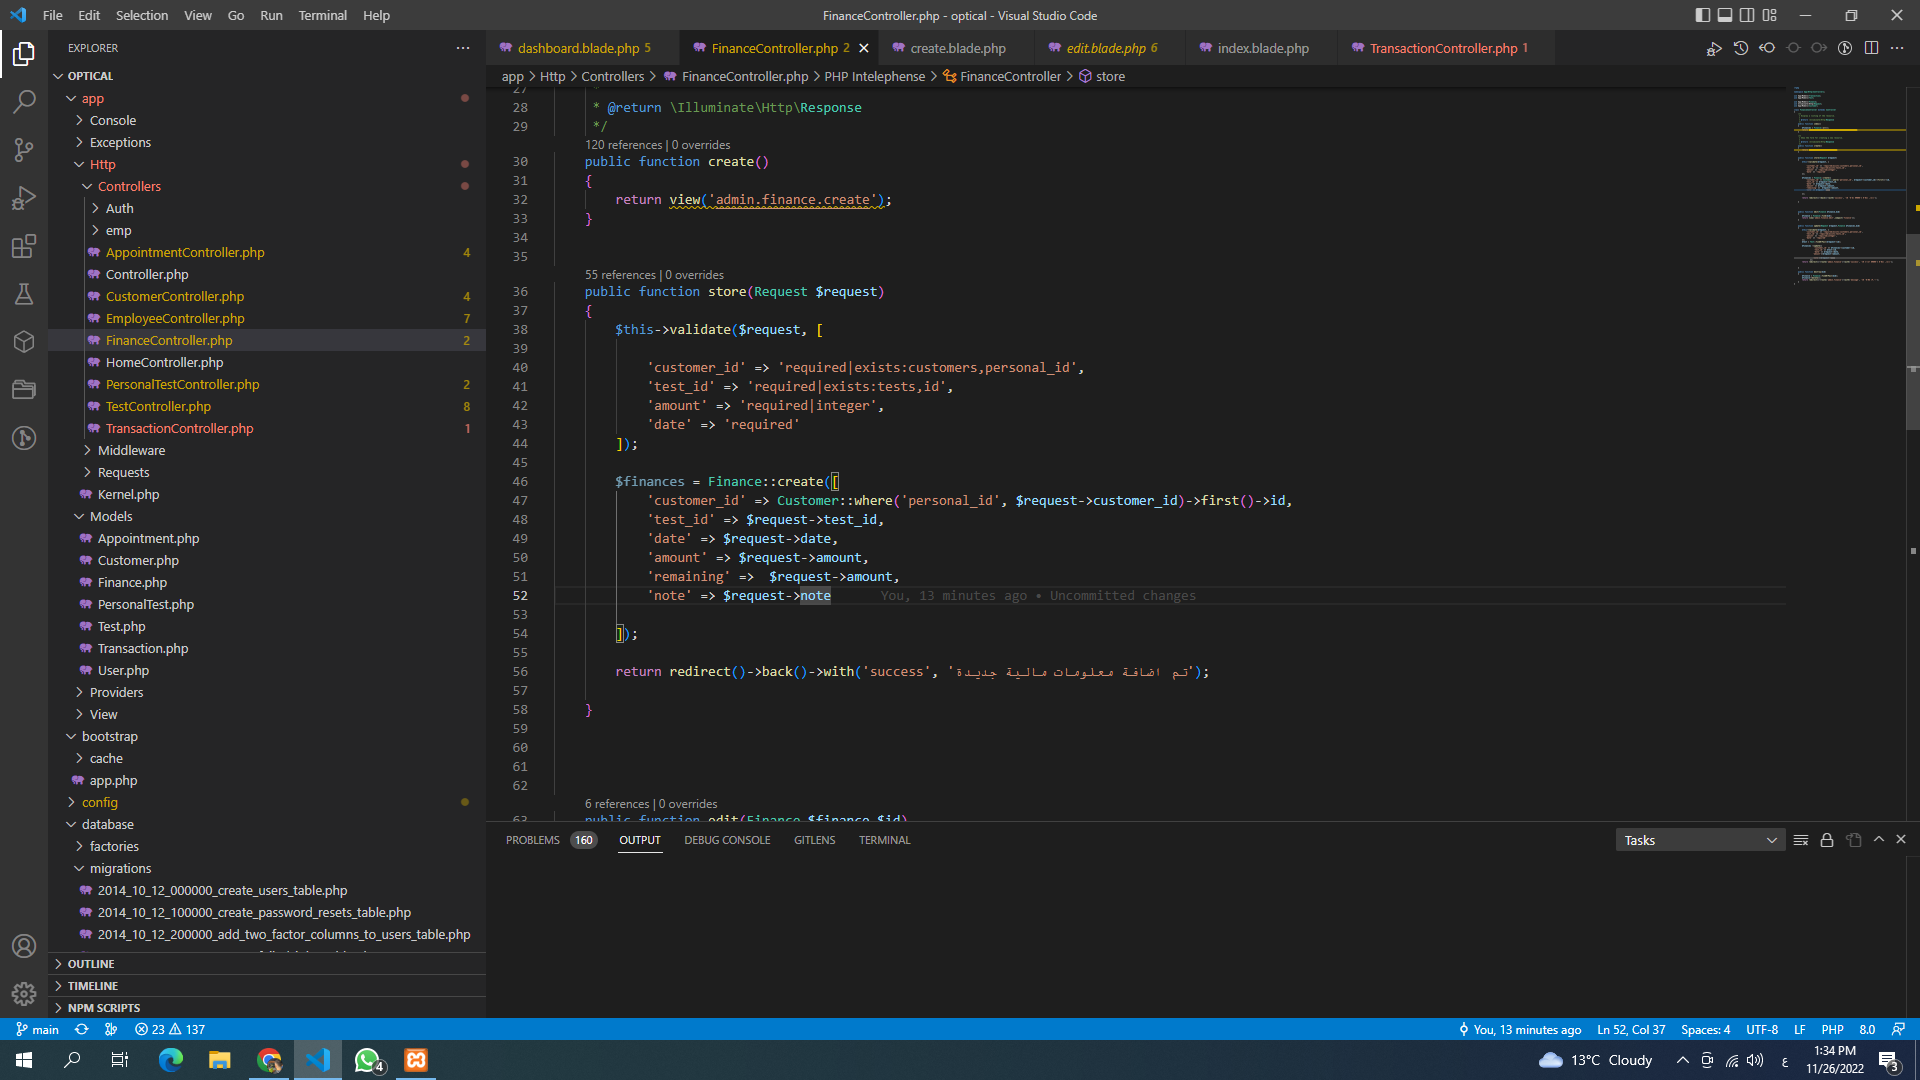 File Edit Selection View Go Run Terminal Help
FinanceController.php - optical - Visual Studio Code
EXPLORER
dashboard.blade.php 5
FinanceController.php 2
create.blade.php
edit.blade.php 6
index.blade.php
TransactionController.php 1
app > Http > Controllers > FinanceController.php > PHP Intelephense > FinanceController > store
OPTICAL
app
Console
Exceptions
Http
Controllers
Auth
emp
AppointmentController.php 4
Controller.php
CustomerController.php 4
EmployeeController.php 7
FinanceController.php 2
HomeController.php
PersonalTestController.php 2
TestController.php 8
TransactionController.php 1
Middleware
Requests
Kernel.php
Models
Appointment.php
Customer.php
Finance.php
PersonalTest.php
Test.php
Transaction.php
User.php
Providers
View
bootstrap
cache
app.php
config
database
factories
migrations
2014_10_12_000000_create_users_table.php
2014_10_12_100000_create_password_resets_table.php
2014_10_12_200000_add_two_factor_columns_to_users_table.php
OUTLINE
TIMELINE
NPM SCRIPTS
27 *
28 * @return \Illuminate\Http\Response
29 */
120 references | 0 overrides
30 public function create()
31 {
32 return view('admin.finance.create');
33 }
34
35
55 references | 0 overrides
36 public function store(Request $request)
37 {
38 $this->validate($request, [
39
40 'customer_id' => 'required|exists:customers,personal_id',
41 'test_id' => 'required|exists:tests,id',
42 'amount' => 'required|integer',
43 'date' => 'required'
44 ]);
45
46 $finances = Finance::create([
47 'customer_id' => Customer::where('personal_id', $request->customer_id)->first()->id,
48 'test_id' => $request->test_id,
49 'date' => $request->date,
50 'amount' => $request->amount,
51 'remaining' =>  $request->amount,
52 'note' => $request->note You, 13 minutes ago • Uncommitted changes
53
54 ]);
55
56 return redirect()->back()->with('success', 'تم اضافة معلومات مالية جديدة');
57
58 }
59
60
61
62
6 references | 0 overrides
63 public function edit(Finance $finance,$id)
PROBLEMS 160 OUTPUT DEBUG CONSOLE GITLENS TERMINAL
Tasks
main 23 137
You, 13 minutes ago Ln 52, Col 37 Spaces: 4 UTF-8 LF PHP 8.0
4
13°C Cloudy
ع
1:34 PM
11/26/2022
3